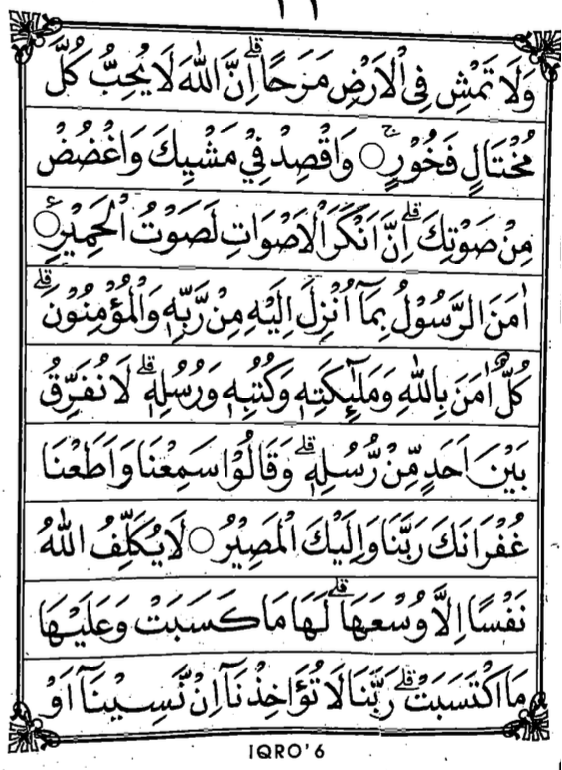 وَلَا تَمْشِ فِى الْاَرْضِ مَرَحًا ۗاِنَّ اللّٰهَ لَا يُحِبُّ كُلَّ
مُخْتَالٍ فَخُوْرٍۚ ○ وَاقْصِدْ فِيْ مَشْيِكَ وَاغْضُضْ
مِنْ صَوْتِكَ ۗاِنَّ اَنْكَرَ الْاَصْوَاتِ لَصَوْتُ الْحَمِيْرِ ○
اٰمَنَ الرَّسُوْلُ بِمَآ اُنْزِلَ اِلَيْهِ مِنْ رَّبِّهٖ وَالْمُؤْمِنُوْنَ ۗ
كُلٌّ اٰمَنَ بِاللّٰهِ وَمَلٰۤىِٕكَتِهٖ وَكُتُبِهٖ وَرُسُلِهٖ ۗ لَا نُفَرِّقُ
بَيْنَ اَحَدٍ مِّنْ رُّسُلِهٖ ۗ وَقَالُوْا سَمِعْنَا وَاَطَعْنَا
غُفْرَانَكَ رَبَّنَا وَاِلَيْكَ الْمَصِيْرُ ○ لَا يُكَلِّفُ اللّٰهُ
نَفْسًا اِلَّا وُسْعَهَا ۗ لَهَا مَا كَسَبَتْ وَعَلَيْهَا
مَا اكْتَسَبَتْ ۗ رَبَّنَا لَا تُؤَاخِذْنَآ اِنْ نَّسِيْنَآ اَوْ
IQRO'6